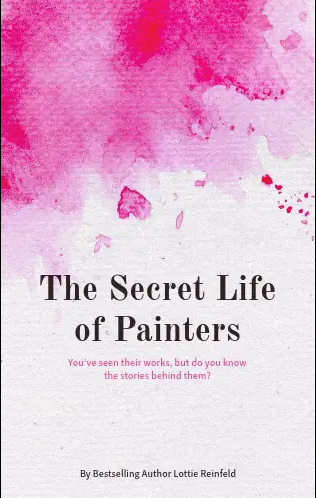 The Secret Life
of Painters
You've seen their works, but do you know
the stories behind them?
By Bestselling Author Lottie Reinfeld